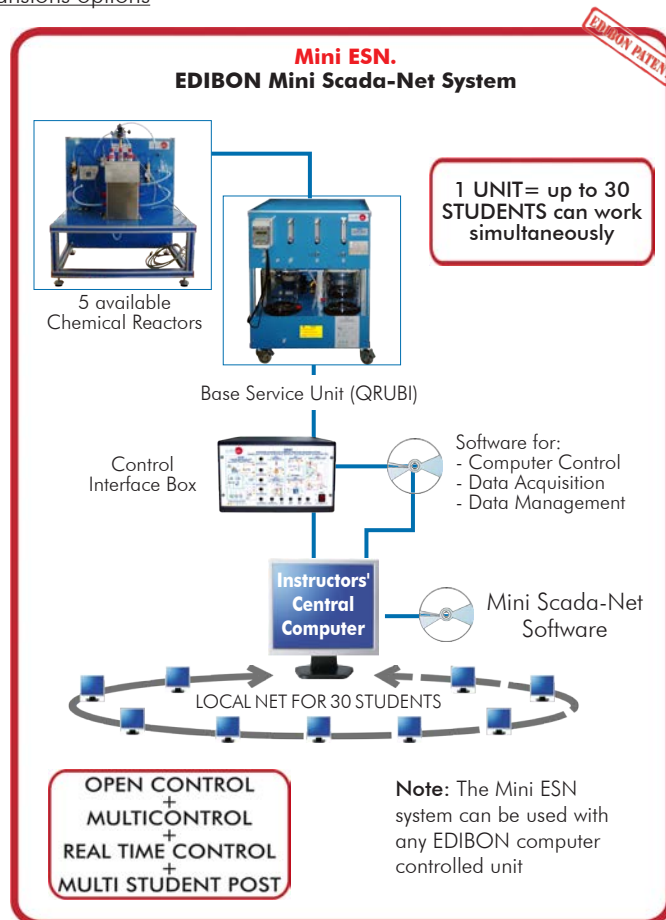 EDIBON PATENT
Mini ESN.
EDIBON Mini Scada-Net System
1 UNIT= up to 30
STUDENTS can work
simultaneously
5 available
Chemical Reactors
Base Service Unit (QRUBI)
Control
Interface Box
Software for:
- Computer Control
- Data Acquisition
- Data Management
Instructors'
Central
Computer
Mini Scada-Net
Software
LOCAL NET FOR 30 STUDENTS
OPEN CONTROL
+
MULTICONTROL
+
REAL TIME CONTROL
+
MULTI STUDENT POST
Note: The Mini ESN
system can be used with
any EDIBON computer
controlled unit